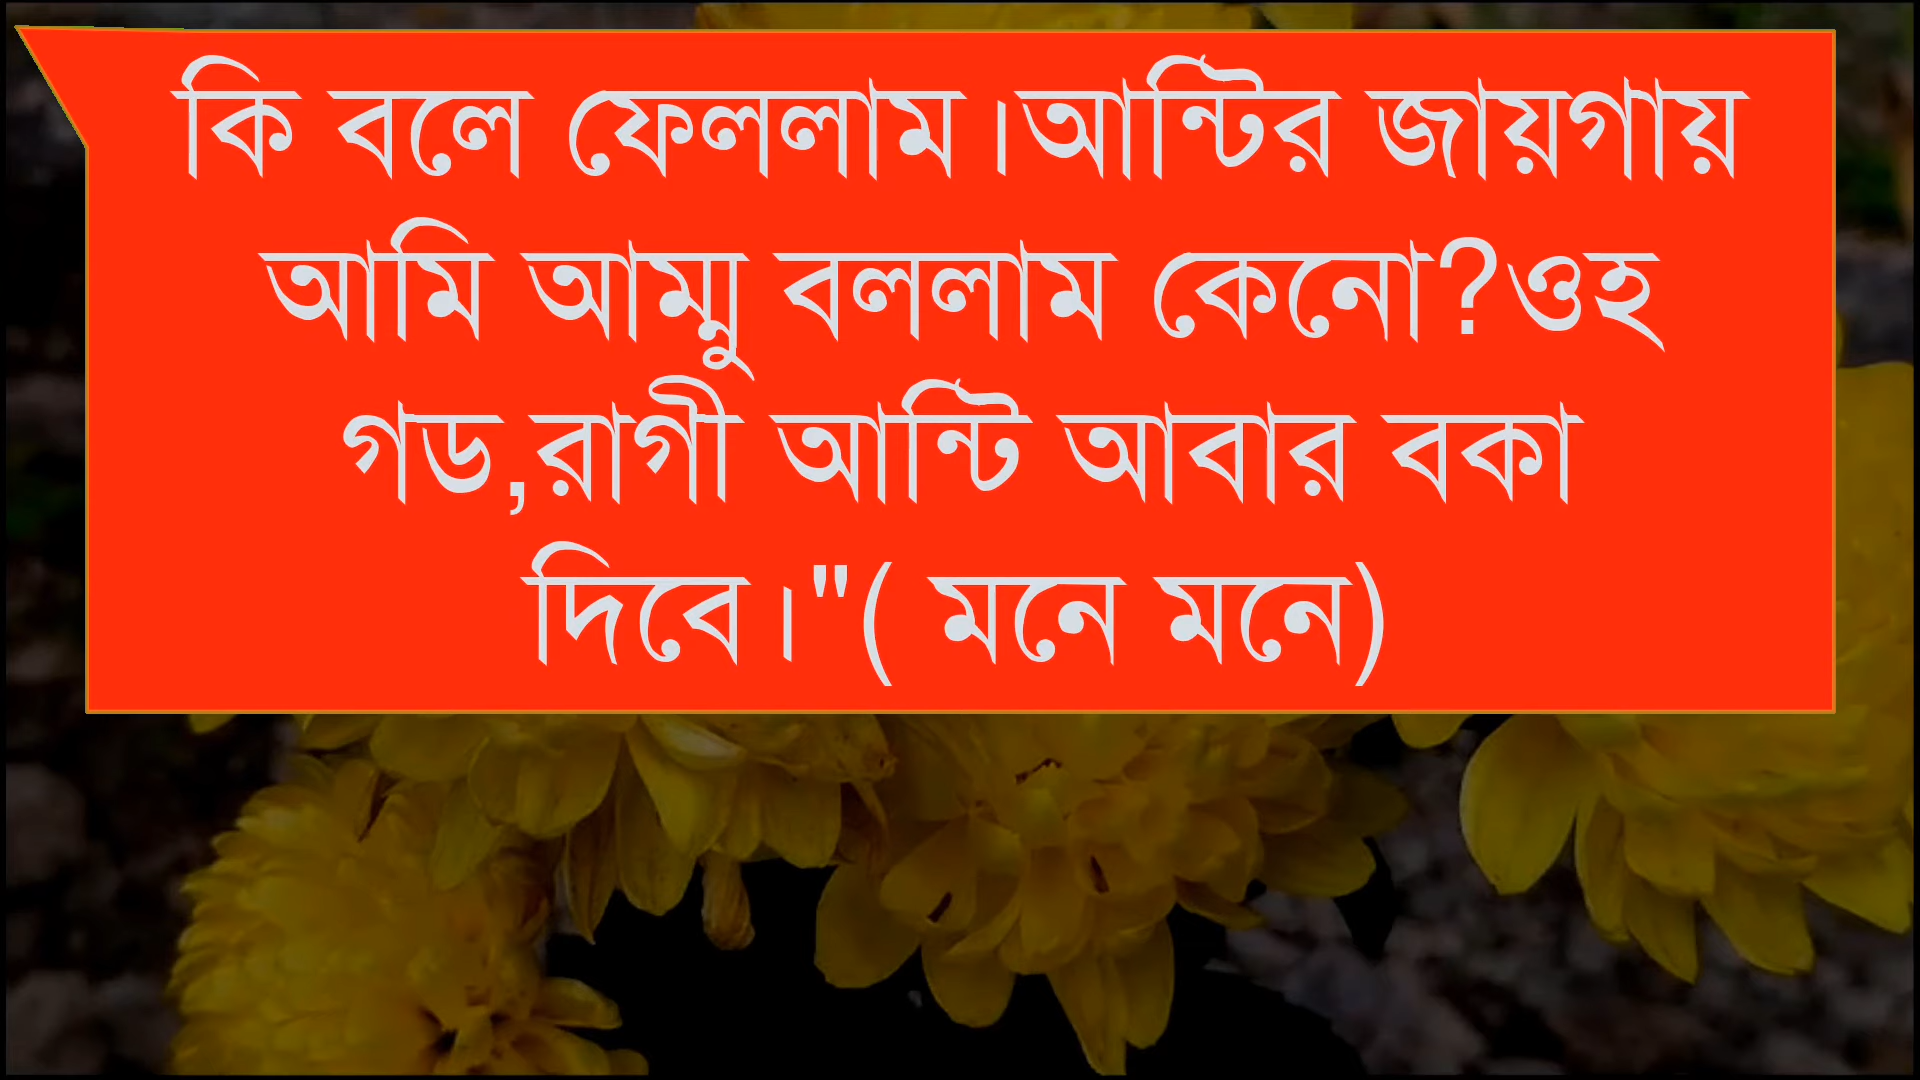 কি বলে ফেললাম।আন্টির জায়গায়
আমি আম্মু বললাম কেনো?ওহ
গড,রাগী আন্টি আবার বকা
দিবে।"( মনে মনে)